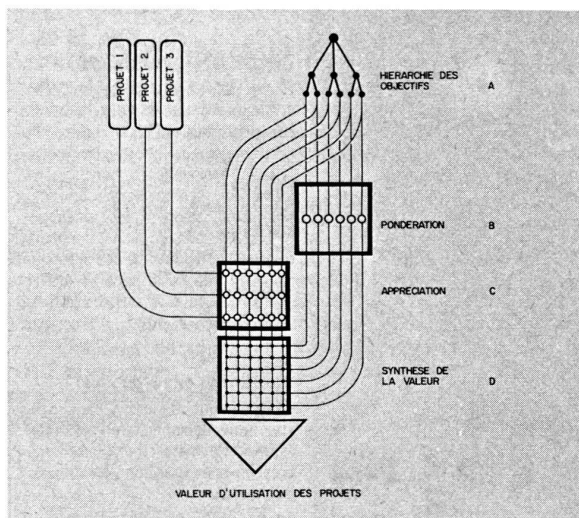 PROJET 1
PROJET 2
PROJET 3
HIERARCHIE DES
OBJECTIFS
A
PONDERATION
B
APPRECIATION
C
SYNTHESE DE
LA VALEUR
D
VALEUR D'UTILISATION DES PROJETS